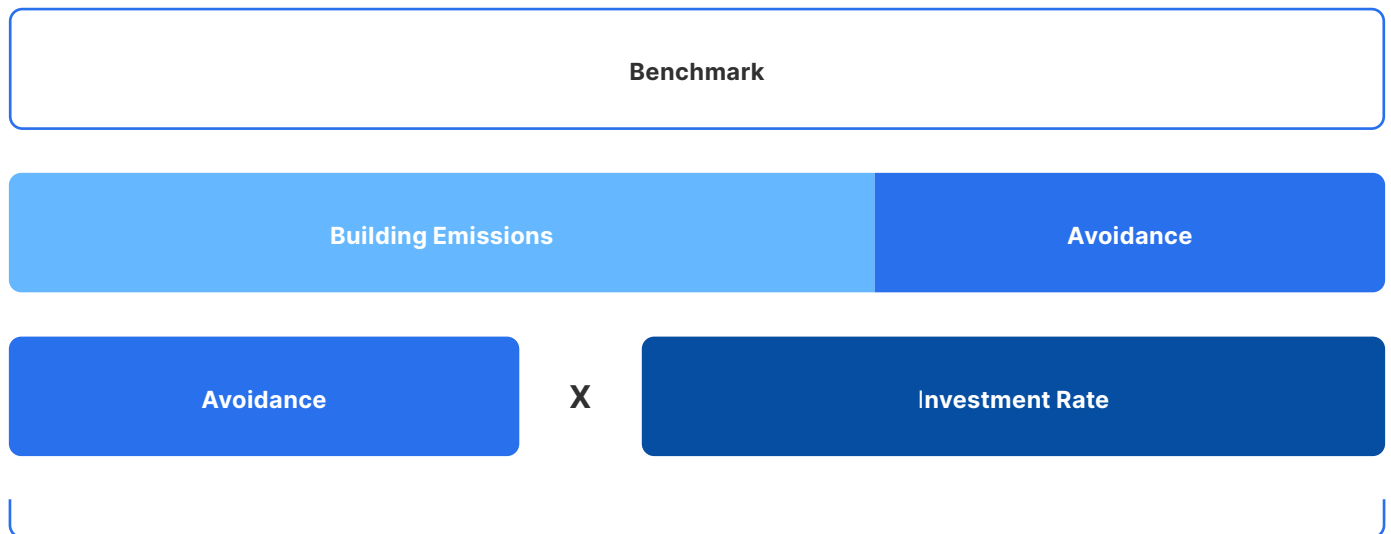 Benchmark
Building Emissions Avoidance
Avoidance X Investment Rate